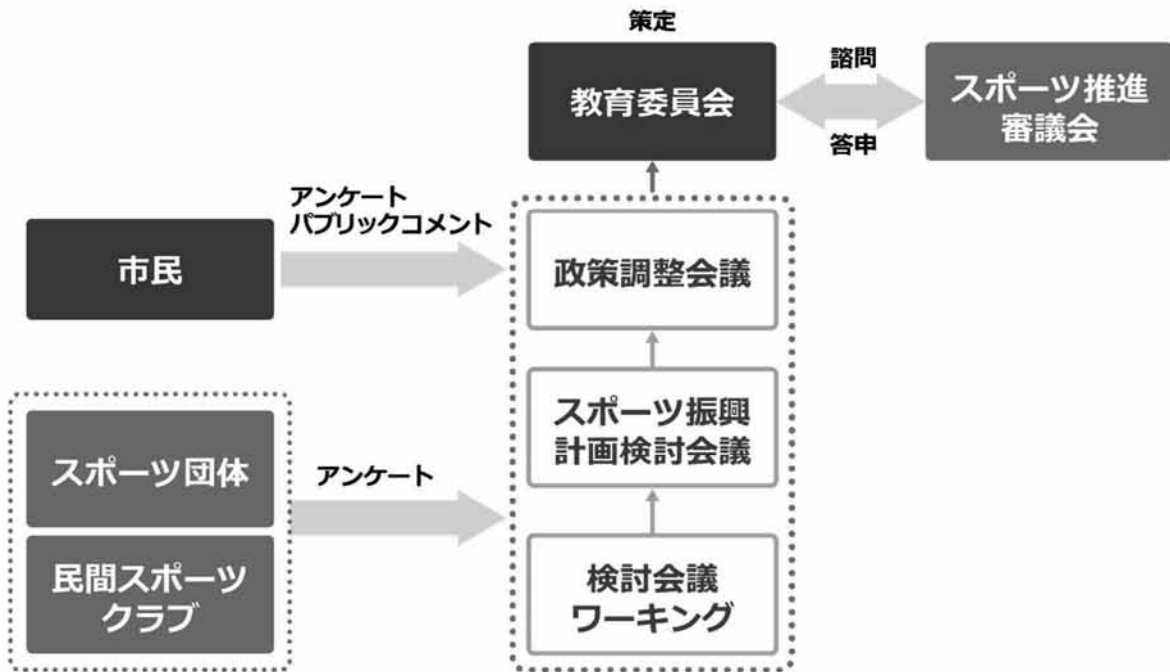 策定
教育委員会
諮問
答申
スポーツ推進
審議会
アンケート
パブリックコメント
市民
政策調整会議
スポーツ振興
計画検討会議
スポーツ団体
アンケート
民間スポーツ
クラブ
検討会議
ワーキング